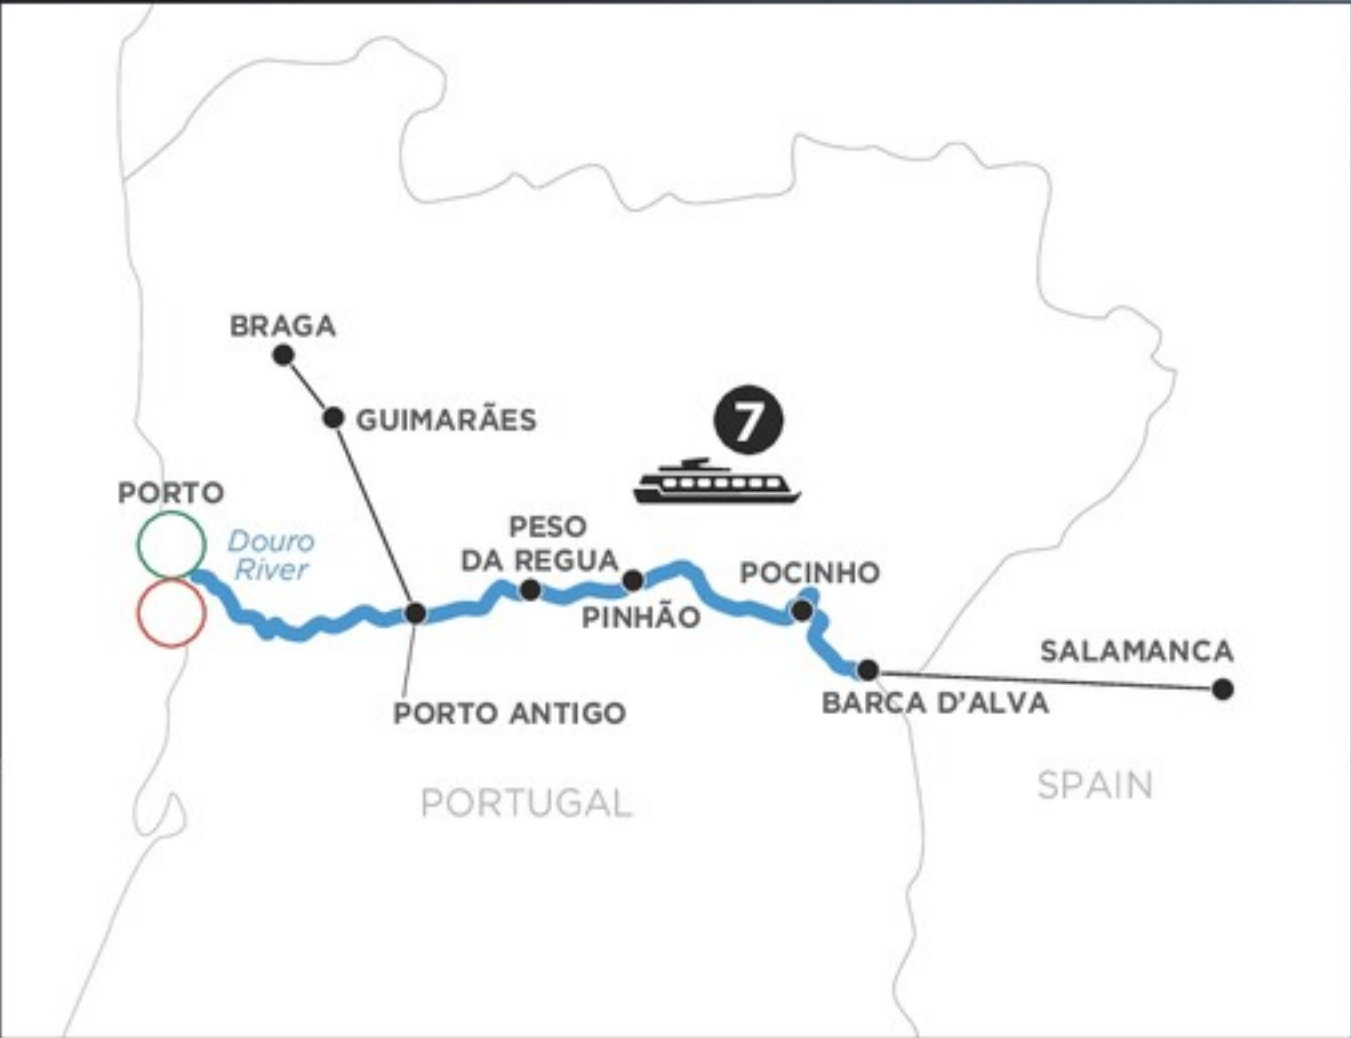 BRAGA
GUIMARÃES
7
PORTO
Douro
River
PESO
DA REGUA
PINHÃO
POCINHO
SALAMANCA
BARCA D'ALVA
PORTO ANTIGO
SPAIN
PORTUGAL